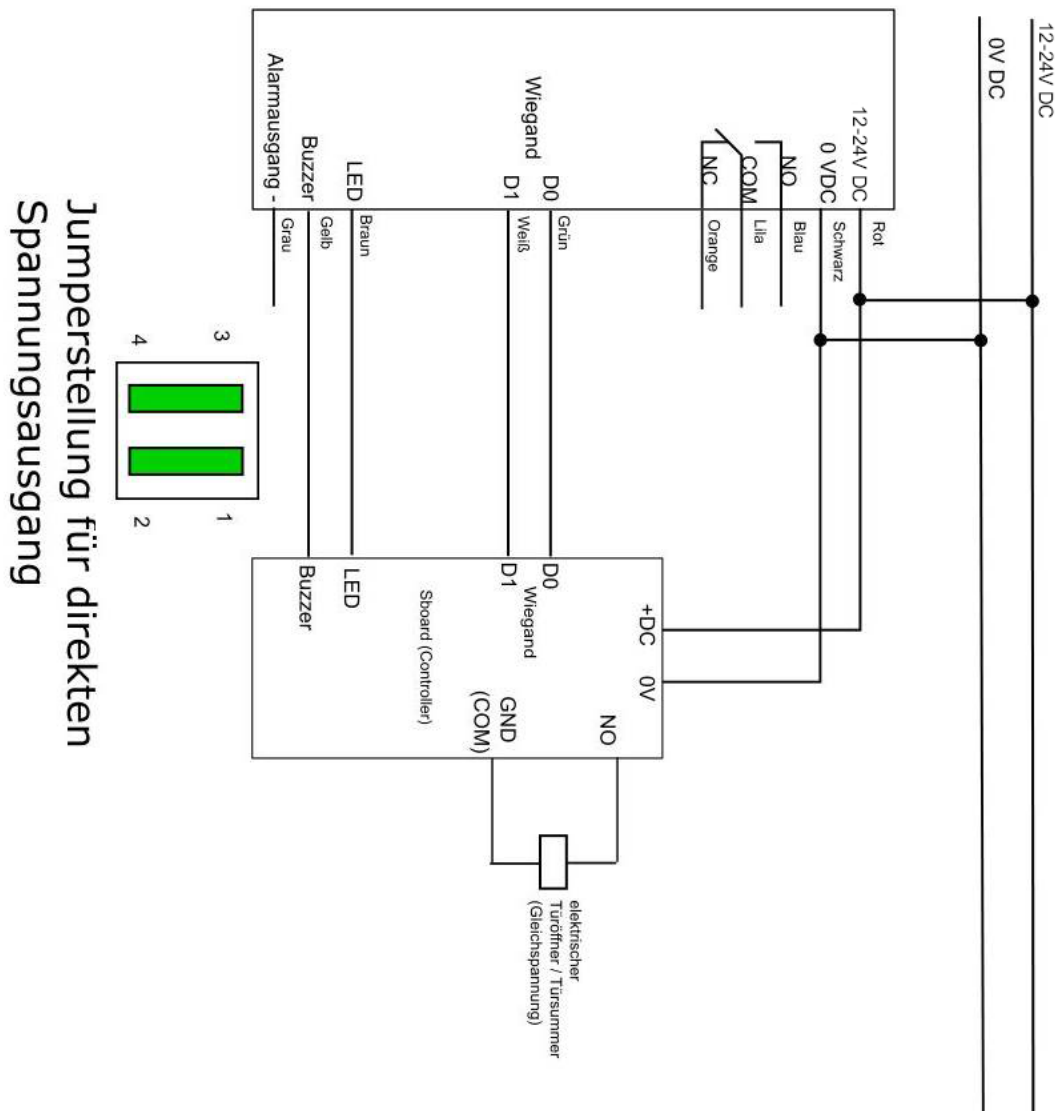 12-24V DC
0V DC
12-24V DC
0 VDC
NO
COM
NC
Wiegand
D0
D1
LED
Buzzer
Alarmausgang -
Rot
Schwarz
Blau
Lila
Orange
Grün
Weiß
Braun
Gelb
Grau
+DC
0V
NO
GND
(COM)
D0
D1
Wiegand
Sboard (Controller)
LED
Buzzer
elektrischer
Türöffner / Türsummer
(Gleichspannung)
3
1
4
2
Jumperstellung für direkten
Spannungsausgang